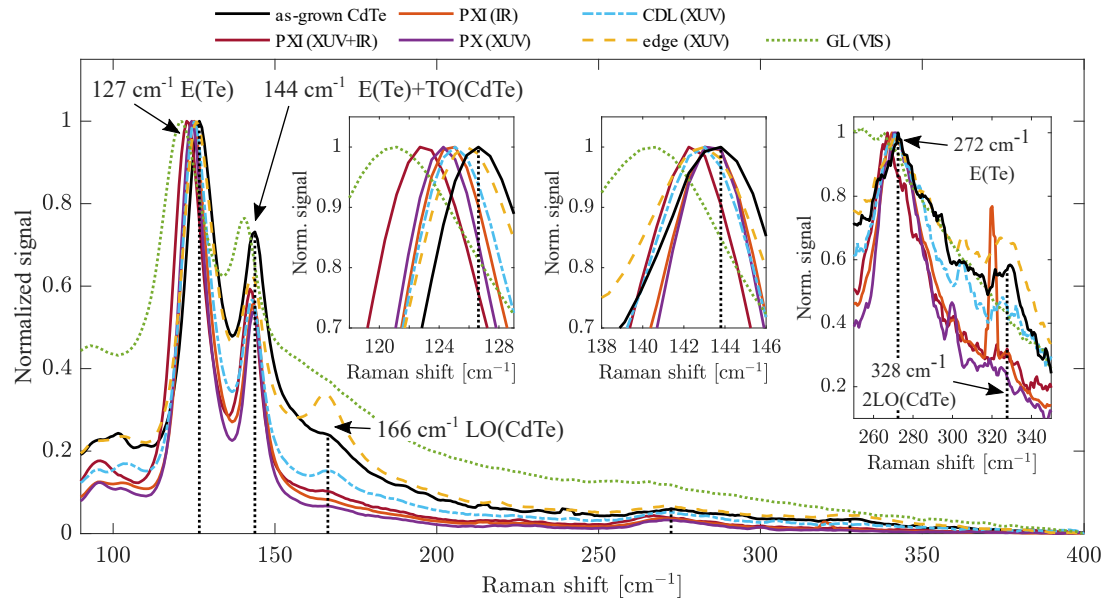 as-grown CdTe PXI (IR) CDL (XUV)
PXI (XUV+IR) PX (XUV) edge (XUV) GL (VIS)
127 cm⁻¹ E(Te) 144 cm⁻¹ E(Te)+TO(CdTe)
272 cm⁻¹
E(Te)
328 cm⁻¹
2LO(CdTe)
166 cm⁻¹ LO(CdTe)
Normalized signal
1
0.8
0.6
0.4
0.2
0
100 150 200 250 300 350 400
Raman shift [cm⁻¹]
Norm. signal
1
0.9
0.8
0.7
120 124 128
Raman shift [cm⁻¹]
Norm. signal
1
0.9
0.8
0.7
138 140 142 144 146
Raman shift [cm⁻¹]
Norm. signal
1
0.8
0.6
0.4
0.2
260 280 300 320 340
Raman shift [cm⁻¹]